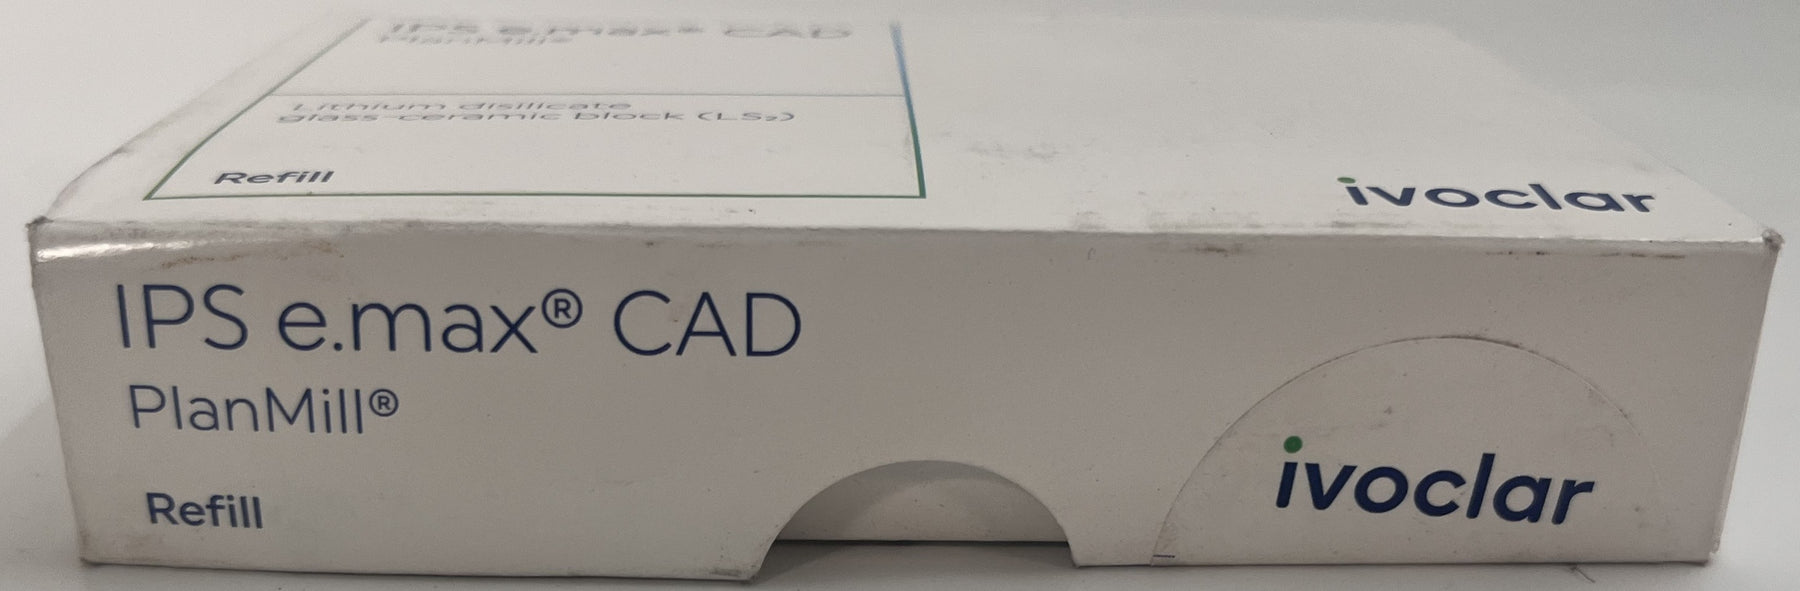 IPS e.max® CAD
PlanMill®
Lithium disilicate
glass-ceramic block (LS₂)
Refill
ivoclar
IPS e.max® CAD
PlanMill®
Refill
ivoclar